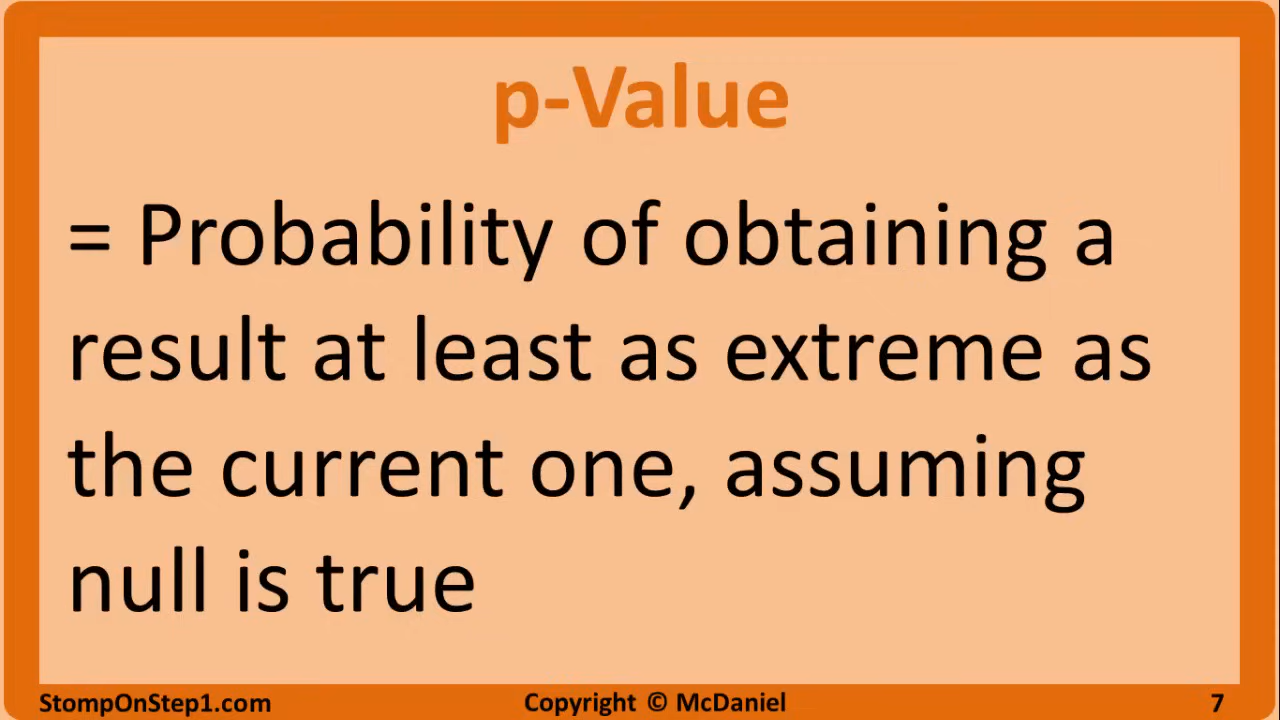 p-Value
= Probability of obtaining a
result at least as extreme as
the current one, assuming
null is true
StompOnStep1.com
Copyright © McDaniel
7